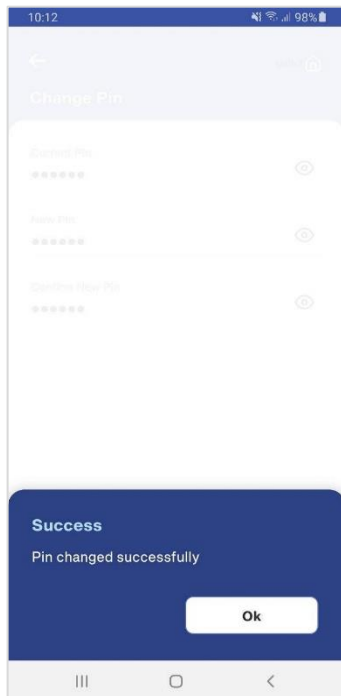 10:12 98%
Change Pin
Current Pin
New Pin
Confirm New Pin
Success
Pin changed successfully
Ok